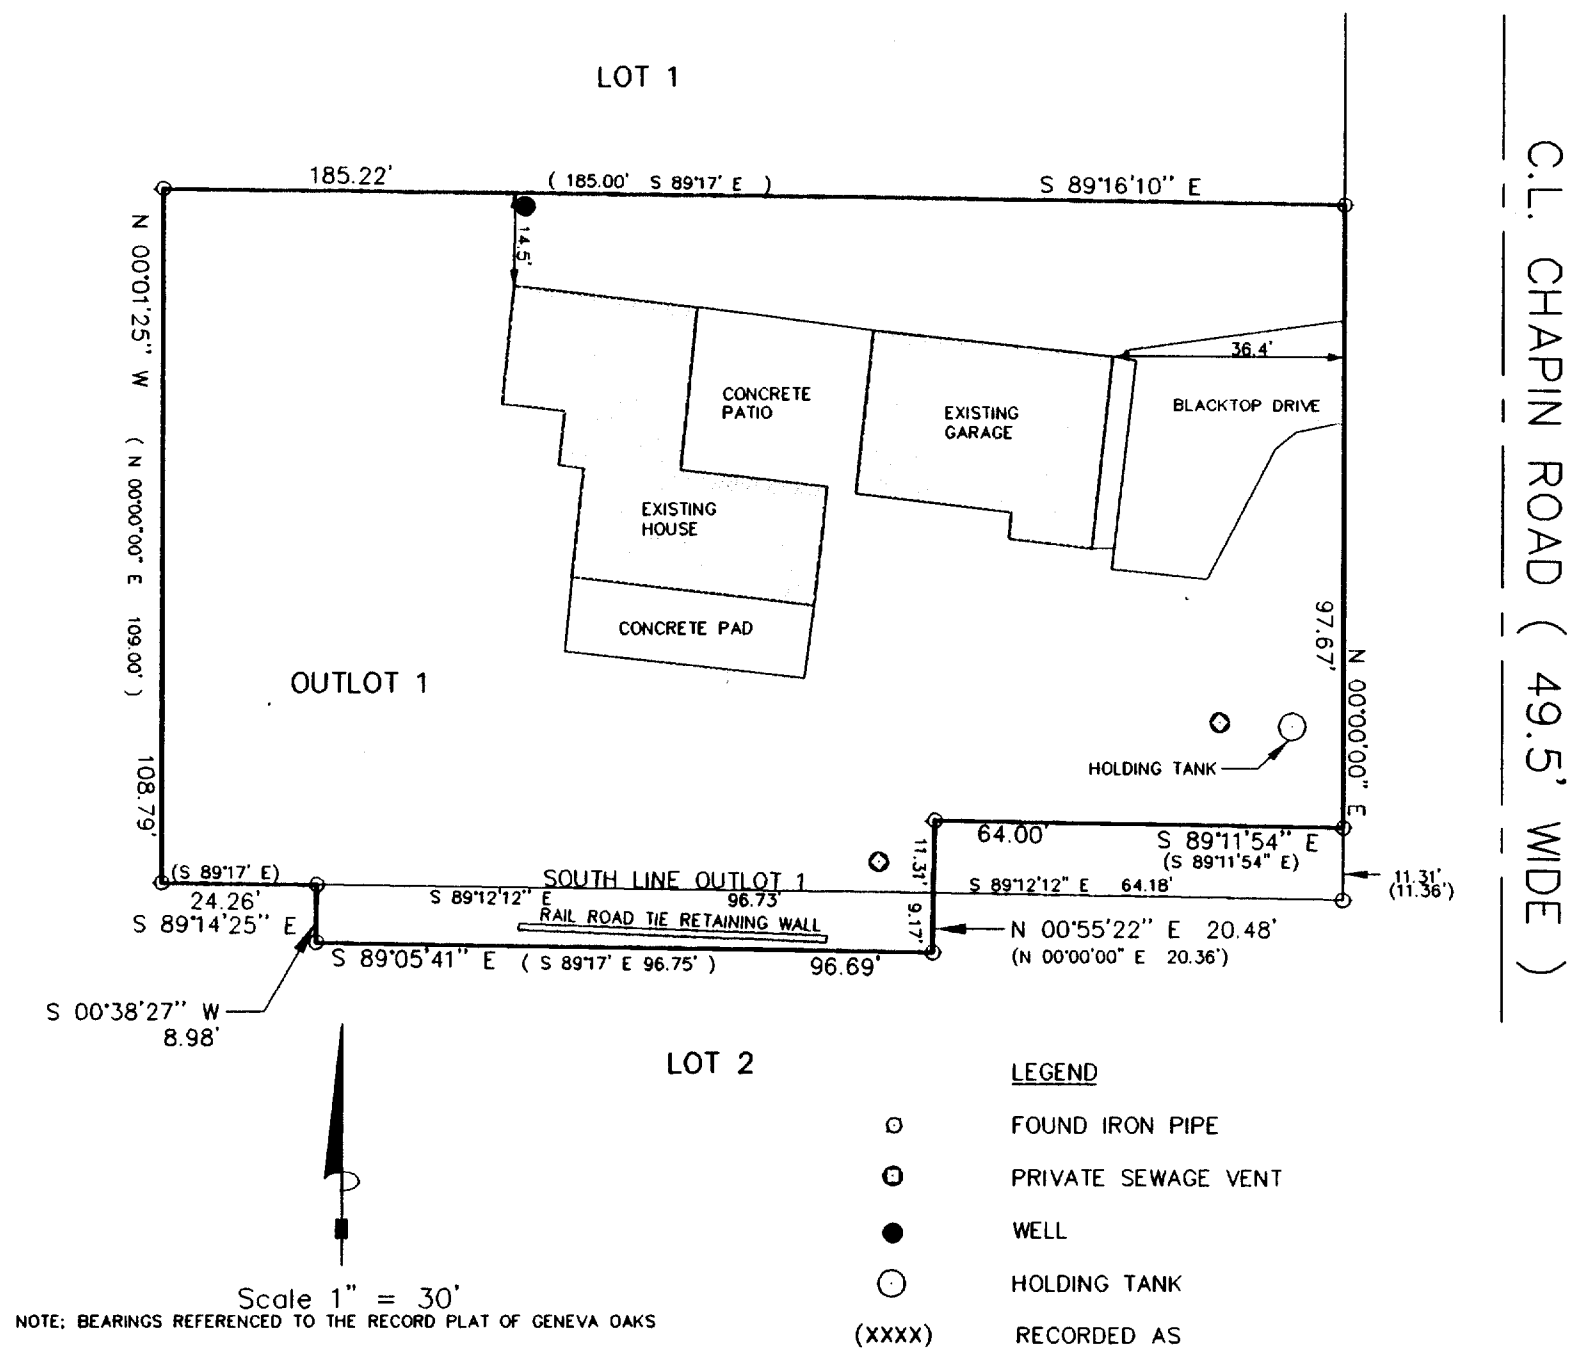 LOT 1
185.22'
( 185.00' S 89°17' E )
S 89°16'10" E
C.L. CHAPIN ROAD ( 49.5' WIDE )
N 00°01'25" W
( N 00°00'00" E 109.00' )
108.79'
14.5'
36.4'
CONCRETE
PATIO
EXISTING
GARAGE
BLACKTOP DRIVE
EXISTING
HOUSE
CONCRETE PAD
OUTLOT 1
97.67'
N 00°00'00" E
HOLDING TANK
64.00'
S 89°11'54" E
(S 89°11'54" E)
11.31'
(11.36')
(S 89°17' E)
24.26'
S 89°14'25" E
SOUTH LINE OUTLOT 1
S 89°12'12" E 96.73'
RAIL ROAD TIE RETAINING WALL
11.31'
9.17'
S 89°12'12" E 64.18'
N 00°55'22" E 20.48'
(N 00°00'00" E 20.36')
S 89°05'41" E ( S 89°17' E 96.75' ) 96.69'
S 00°38'27" W
8.98'
LOT 2
LEGEND
FOUND IRON PIPE
PRIVATE SEWAGE VENT
WELL
HOLDING TANK
(XXXX) RECORDED AS
Scale 1" = 30'
NOTE: BEARINGS REFERENCED TO THE RECORD PLAT OF GENEVA OAKS